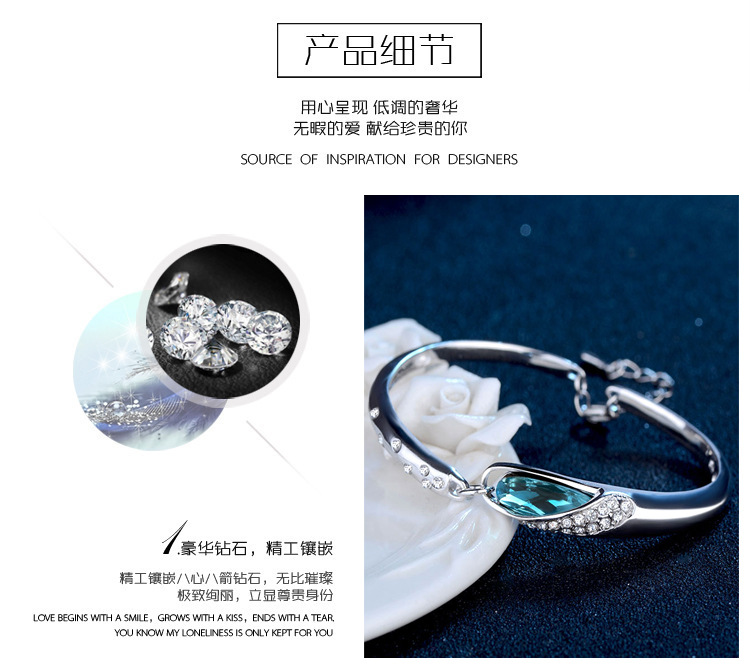 产品细节
用心呈现 低调的奢华
无暇的爱 献给珍贵的你
SOURCE OF INSPIRATION FOR DESIGNERS
1.豪华钻石，精工镶嵌
精工镶嵌/\心/\箭钻石，无比璀璨
极致绚丽，立显尊贵身份
LOVE BEGINS WITH A SMILE, GROWS WITH A KISS, ENDS WITH A TEAR.
YOU KNOW MY LONELINESS IS ONLY KEPT FOR YOU